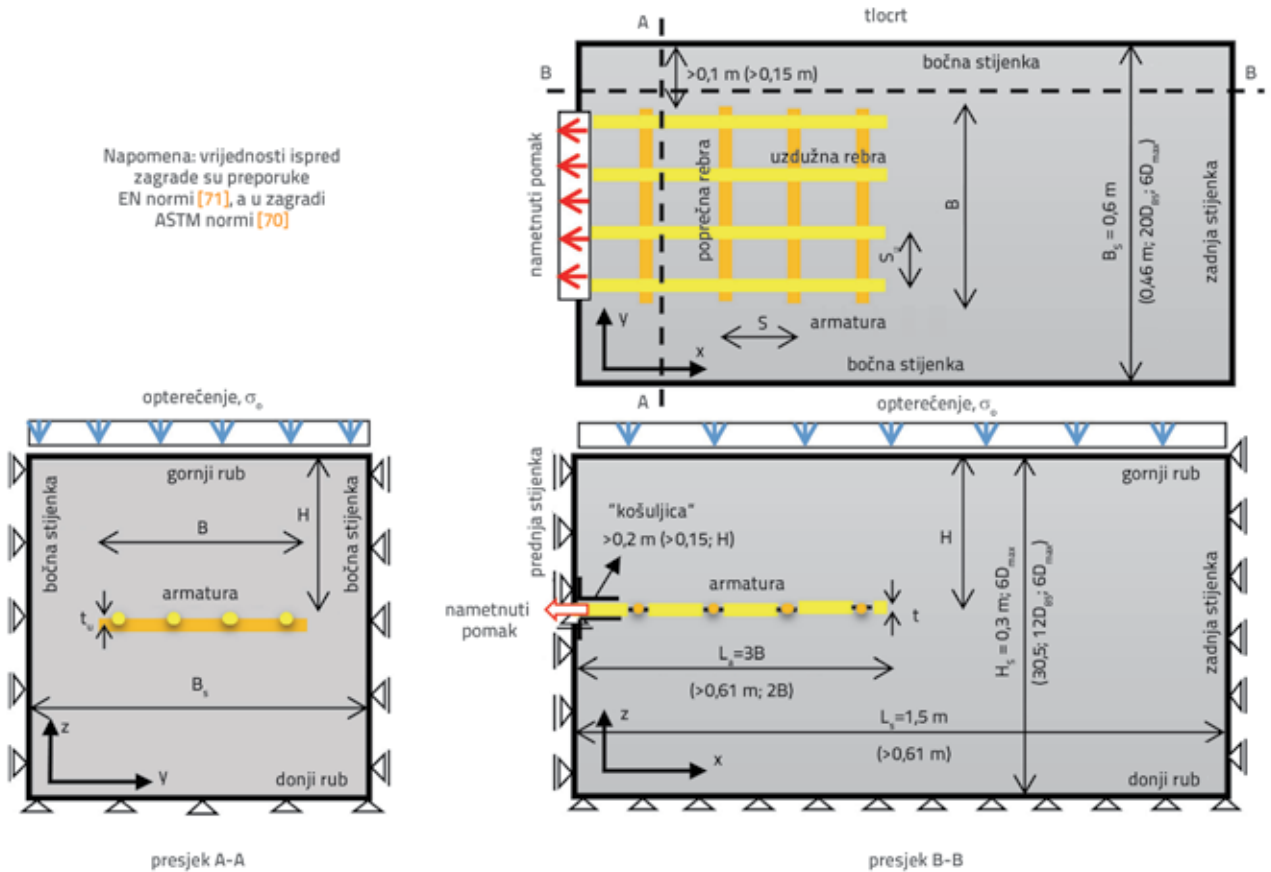 tlocrt
A
B
B
>0,1 m (>0,15 m)
bočna stijenka
Napomena: vrijednosti ispred
zagrade su preporuke
EN normi [71], a u zagradi
ASTM normi [70]
nametnuti pomak
poprečna rebra
uzdužna rebra
B
Sᵤ
Bₛ = 0,6 m
(0,46 m; 20D₈₅; 6Dₘₐₓ)
zadnja stijenka
S
armatura
y
x
bočna stijenka
A
opterećenje, σₒ
opterećenje, σₒ
gornji rub
bočna stijenka
bočna stijenka
H
B
armatura
tᵤ
Bₛ
z
y
donji rub
presjek A-A
prednja stijenka
gornji rub
"košuljica"
>0,2 m (>0,15; H)
H
armatura
nametnuti
pomak
t
Lₐ=3B
(>0,61 m; 2B)
Hₛ = 0,3 m; 6Dₘₐₓ
(30,5; 12D₈₅; 6Dₘₐₓ)
zadnja stijenka
Lₛ=1,5 m
(>0,61 m)
z
x
donji rub
presjek B-B